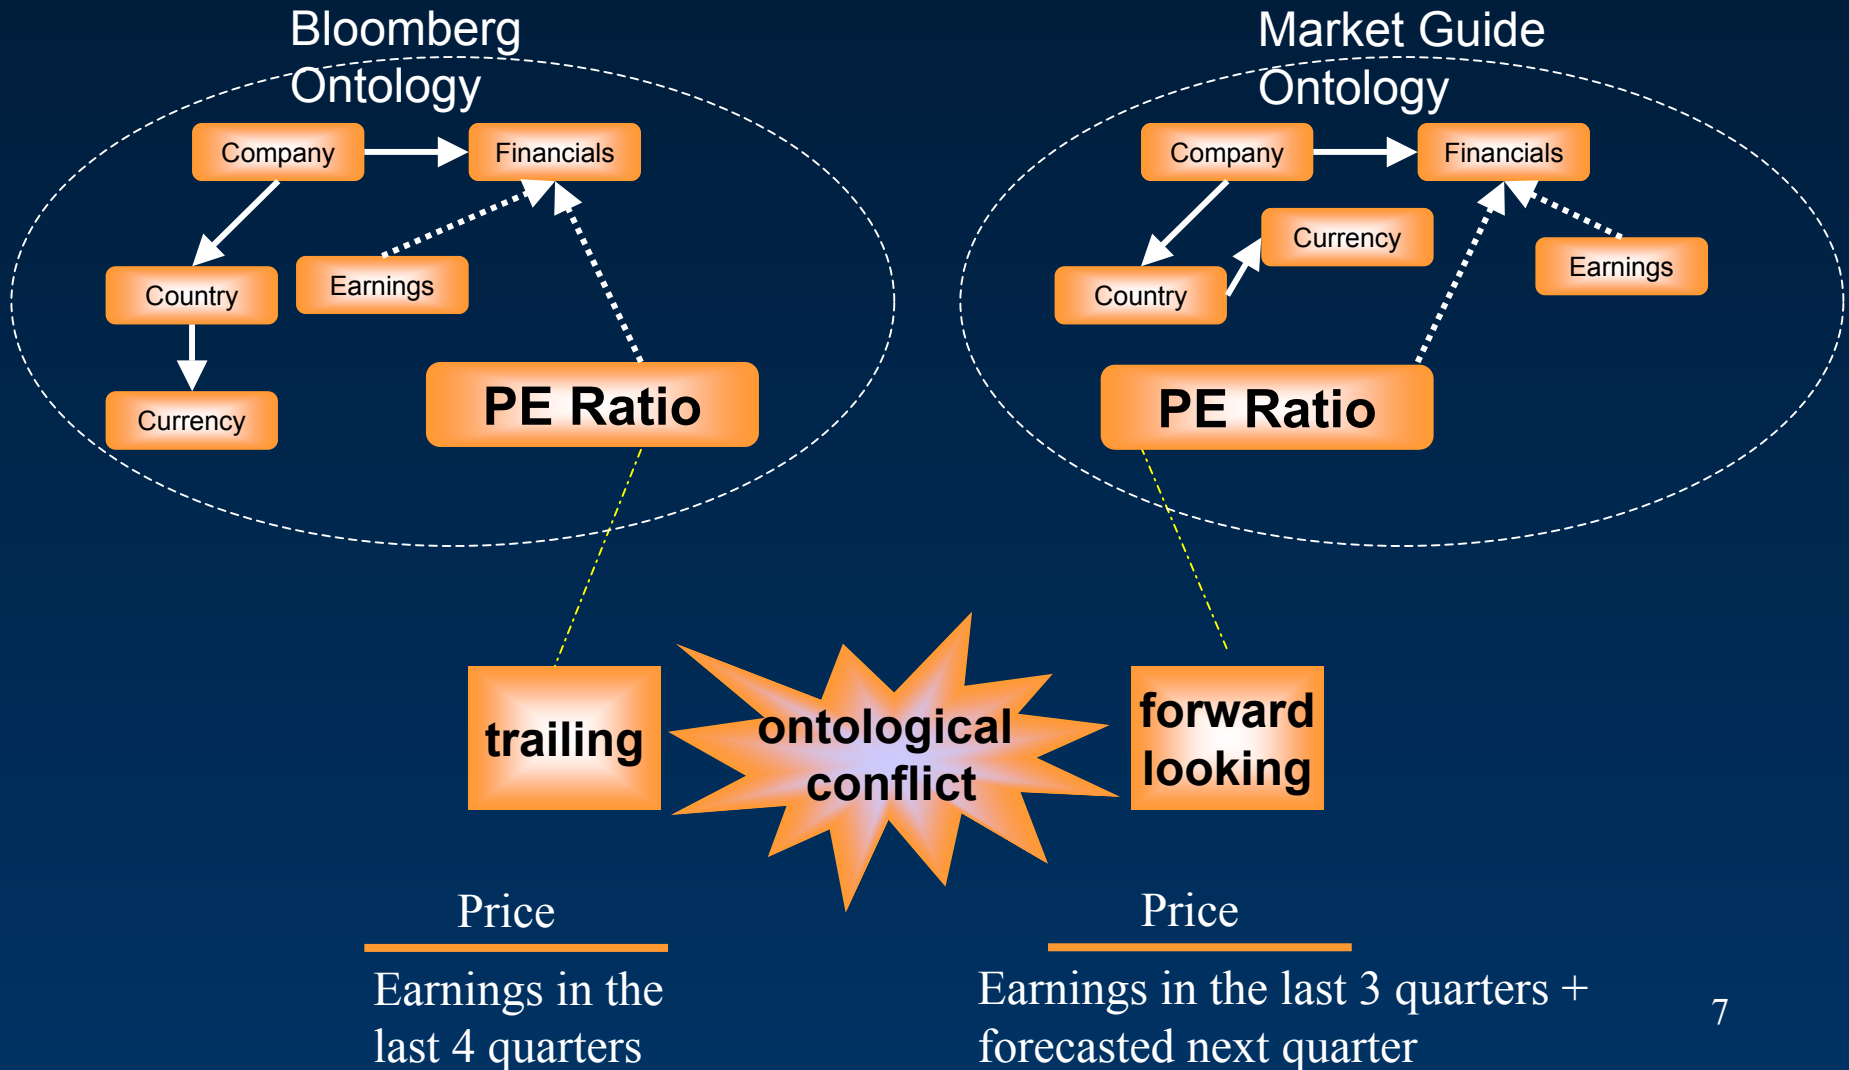 Bloomberg
Ontology
Company
Financials
Country
Earnings
Currency
PE Ratio
Market Guide
Ontology
Company
Financials
Currency
Country
Earnings
PE Ratio
trailing
ontological
conflict
forward
looking
Price
Earnings in the
last 4 quarters
Price
Earnings in the last 3 quarters +
forecasted next quarter
7